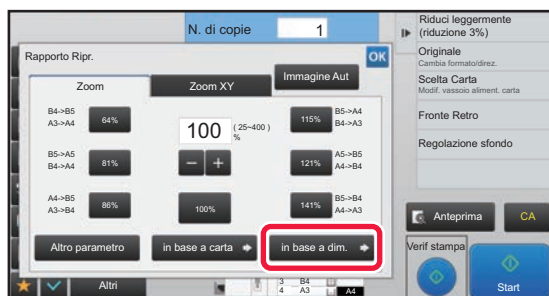 N. di copie 1
Riduci leggermente
(riduzione 3%)
Originale
Cambia formato/direz.
Scelta Carta
Modif. vassoio aliment. carta
Fronte Retro
Regolazione sfondo
Rapporto Ripr.
OK
Zoom
Zoom XY
Immagine Aut
B4->B5
A3->A4
64%
100
(25~400)
%
115%
B5->A4
B4->A3
B5->A5
B4->A4
81%
− +
121%
A5->B5
A4->B4
A4->B5
A3->B4
86%
100%
141%
B5->B4
A4->A3
Altro parametro
in base a carta
in base a dim.
Anteprima
CA
Verif stampa
Start
Altri
3 B4
4 A3
A4